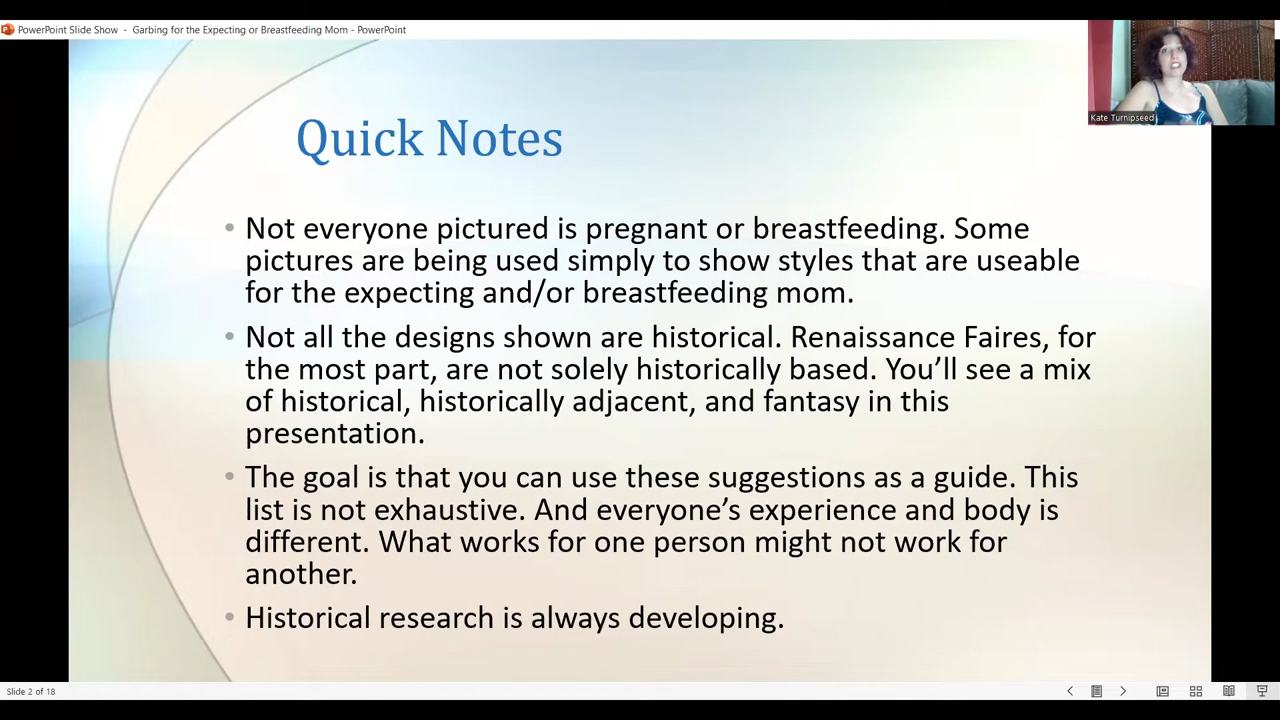 PowerPoint Slide Show - Garbing for the Expecting or Breastfeeding Mom - PowerPoint
Kate Turnipseed
Quick Notes
• Not everyone pictured is pregnant or breastfeeding. Some
pictures are being used simply to show styles that are useable
for the expecting and/or breastfeeding mom.
• Not all the designs shown are historical. Renaissance Faires, for
the most part, are not solely historically based. You’ll see a mix
of historical, historically adjacent, and fantasy in this
presentation.
• The goal is that you can use these suggestions as a guide. This
list is not exhaustive. And everyone’s experience and body is
different. What works for one person might not work for
another.
• Historical research is always developing.
Slide 2 of 18